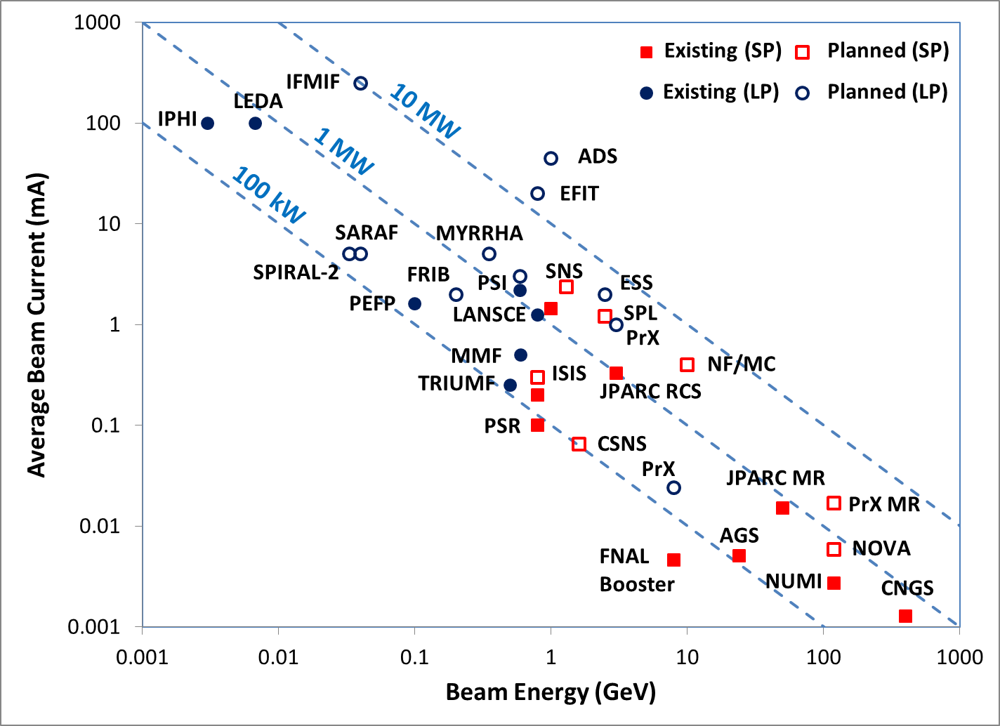 1000
100
10
1
0.1
0.01
0.001
Average Beam Current (mA)
Existing (SP)
Planned (SP)
Existing (LP)
Planned (LP)
IFMIF
10 MW
LEDA
IPHI
1 MW
ADS
100 kW
EFIT
SARAF
MYRRHA
SPIRAL-2
FRIB
PSI
SNS
ESS
PEFP
LANSCE
SPL
PrX
MMF
ISIS
NF/MC
TRIUMF
JPARC RCS
PSR
CSNS
PrX
JPARC MR
PrX MR
AGS
NOVA
FNAL
Booster
NUMI
CNGS
0.001
0.01
0.1
1
10
100
1000
Beam Energy (GeV)